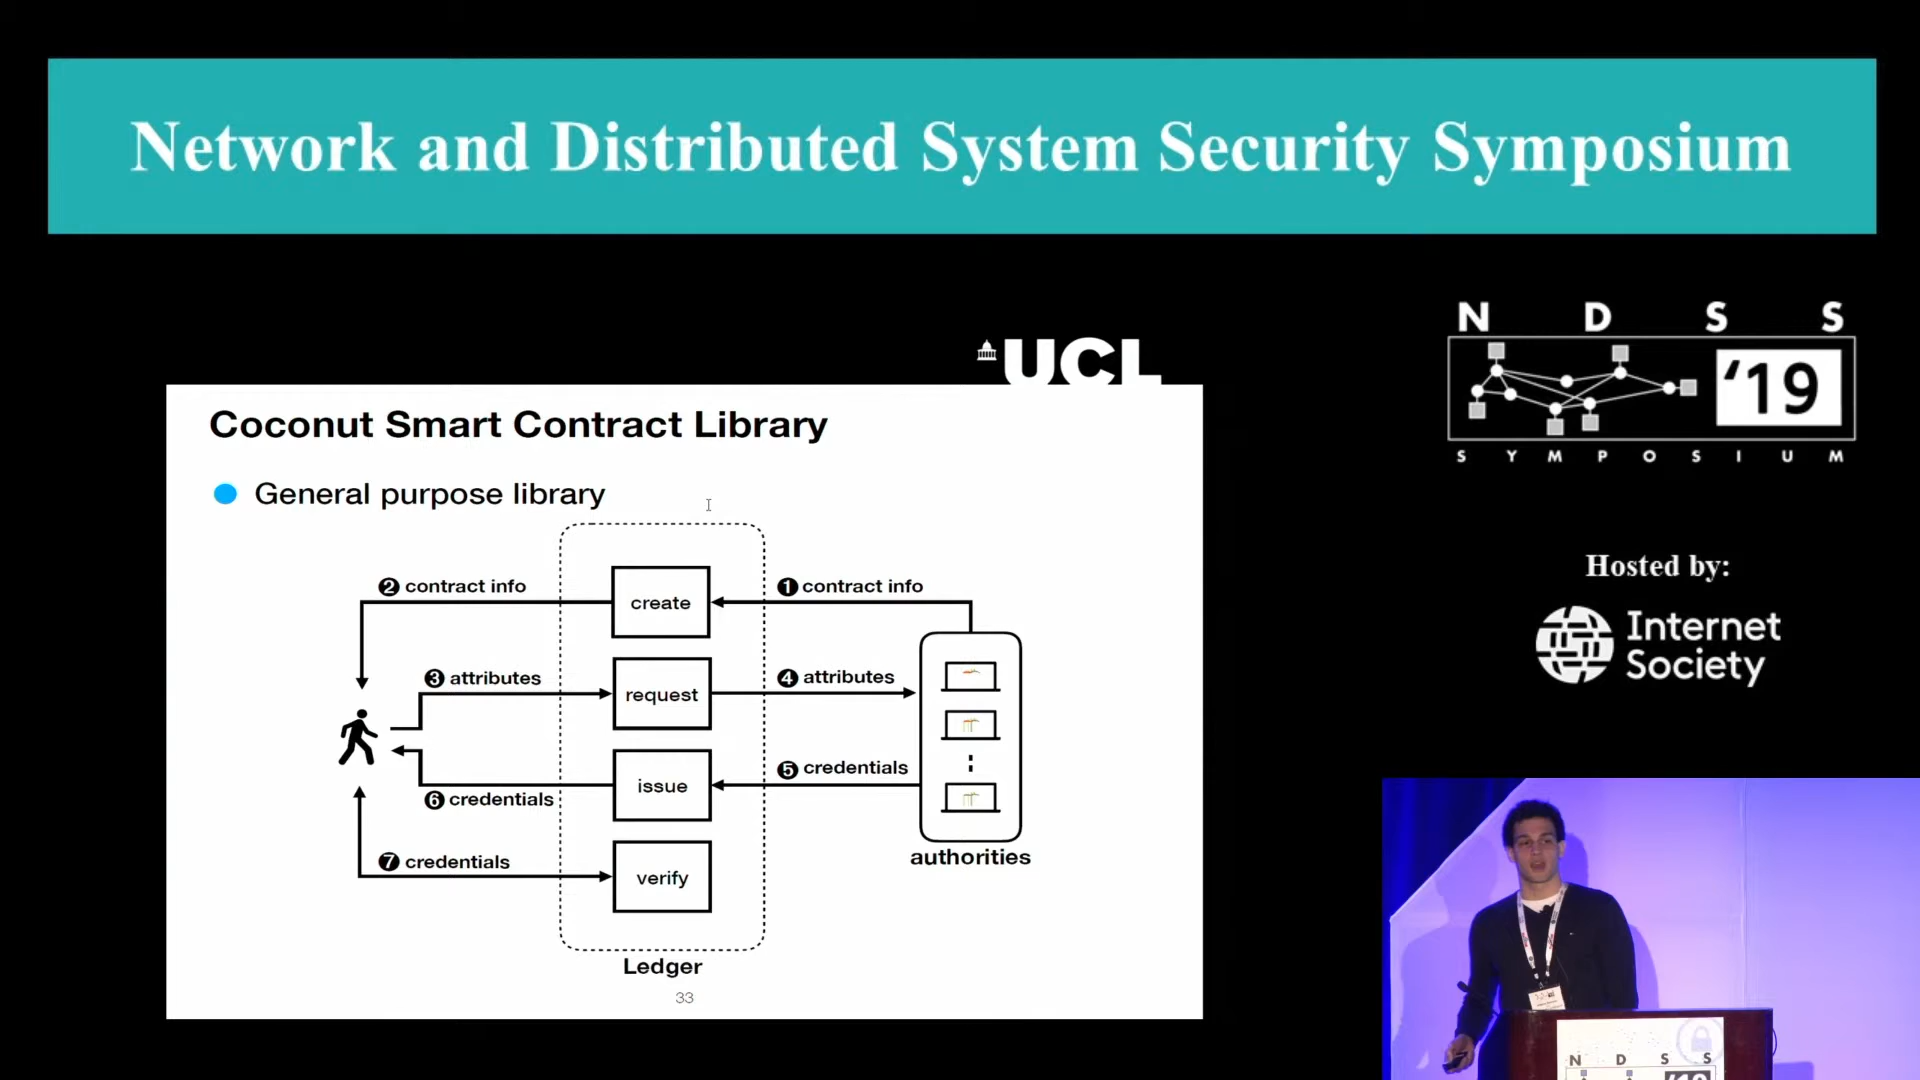 Network and Distributed System Security Symposium
N D S S
'19
S Y M P O S I U M
UCL
Coconut Smart Contract Library
General purpose library
2 contract info
create
1 contract info
3 attributes
request
4 attributes
issue
5 credentials
6 credentials
7 credentials
verify
authorities
Ledger
33
Hosted by:
Internet
Society
N D S S
'19